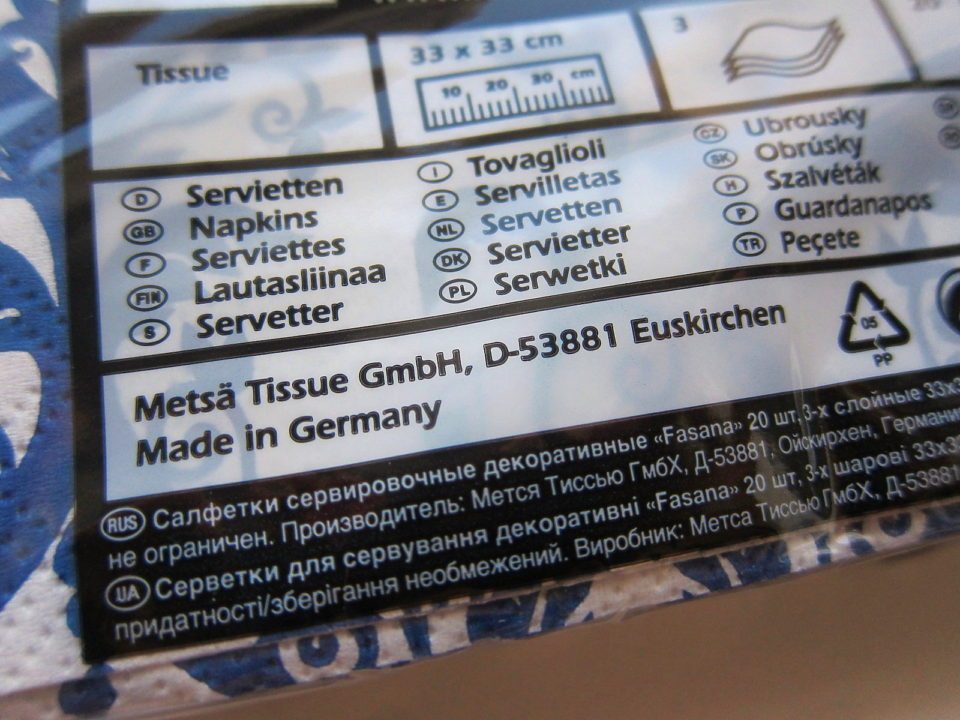 Tissue
33 x 33 cm
10 20 30 cm
3
D Servietten
GB Napkins
F Serviettes
FIN Lautasliinaa
S Servetter
I Tovaglioli
E Servilletas
NL Servetten
DK Servietter
PL Serwetki
CZ Ubrousky
SK Obrúsky
H Szalvéták
P Guardanapos
TR Peçete
Metsä Tissue GmbH, D-53881 Euskirchen
Made in Germany
05
PP
RUS Салфетки сервировочные декоративные «Fasana» 20 шт, 3-х слойные 33x3
не ограничен. Производитель: Мется Тиссью ГмбХ, Д-53881, Ойскирхен, Германи
UA Серветки для сервування декоративні «Fasana» 20 шт, 3-х шарові 33x3
придатності/зберігання необмежений. Виробник: Метса Тиссью ГмбХ, Д-53881